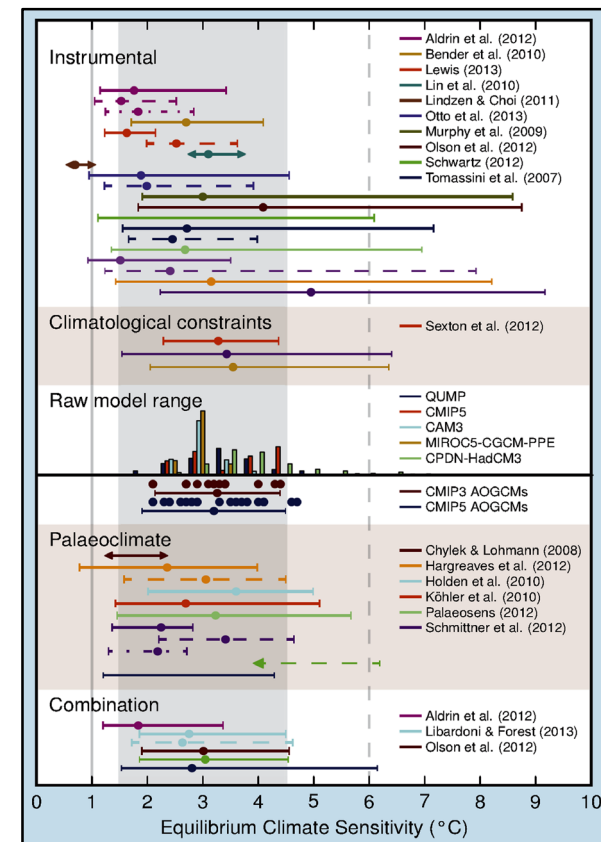 Instrumental
Aldrin et al. (2012)
Bender et al. (2010)
Lewis (2013)
Lin et al. (2010)
Lindzen & Choi (2011)
Otto et al. (2013)
Murphy et al. (2009)
Olson et al. (2012)
Schwartz (2012)
Tomassini et al. (2007)
Climatological constraints
Sexton et al. (2012)
Raw model range
QUMP
CMIP5
CAM3
MIROC5-CGCM-PPE
CPDN-HadCM3
CMIP3 AOGCMs
CMIP5 AOGCMs
Palaeoclimate
Chylek & Lohmann (2008)
Hargreaves et al. (2012)
Holden et al. (2010)
Köhler et al. (2010)
Palaeosens (2012)
Schmittner et al. (2012)
Combination
Aldrin et al. (2012)
Libardoni & Forest (2013)
Olson et al. (2012)
0 1 2 3 4 5 6 7 8 9 10
Equilibrium Climate Sensitivity (°C)